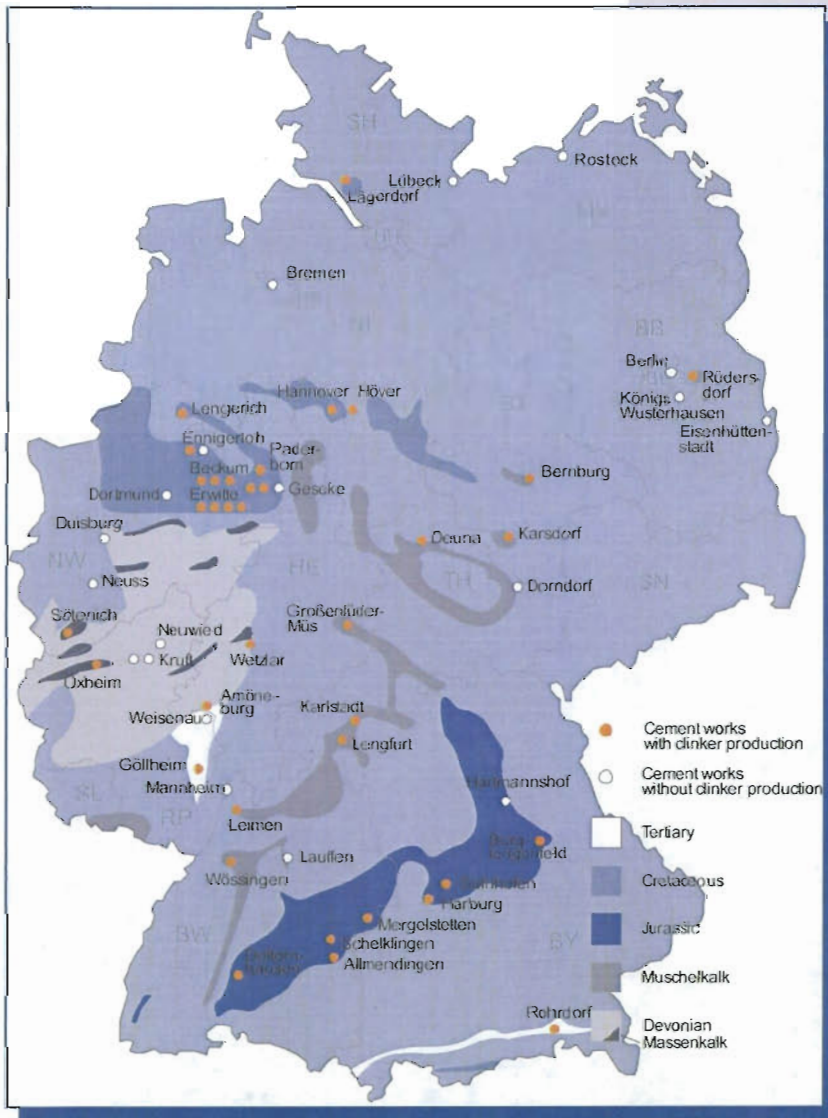 SH
Rostock
Lübeck
Lägerdorf
Bremen
NI
BB
Berlin
Rüders-
dorf
Königs
Wusterhausen
Eisenhütten-
stadt
Hannover Höver
Lengerich
Ennigerloh
Pader-
born
Beckum
Bernburg
Dortmund
Erwitte
Geseke
Duisburg
Deuna
Karsdorf
NW
HE
TH
SN
Neuss
Dorndorf
Großenlüder-
Müs
Sötenich
Neuwied
Kruft
Wetzlar
Üxheim
Amöne-
burg
Weisenau
Karlstadt
Lengfurt
Göllheim
Mannheim
Hartmannshof
SL
RP
Leimen
Lauffen
Wössingen
Harburg
Mergelstetten
BW
BY
Schelklingen
Allmendingen
Rohrdorf
Cement works
with clinker production
Cement works
without clinker production
Tertiary
Cretaceous
Jurassic
Muschelkalk
Devonian
Massenkalk